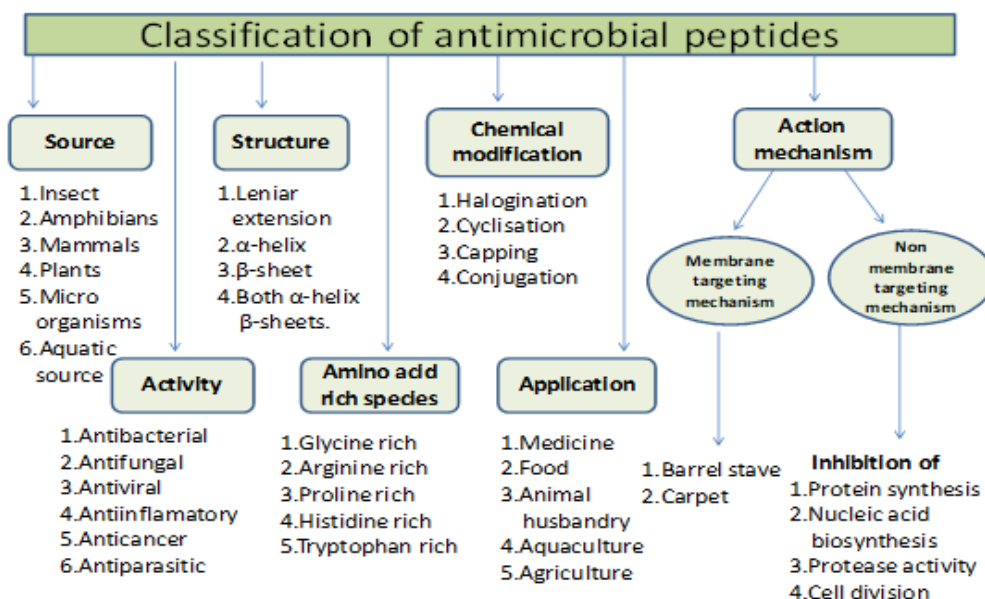 Classification of antimicrobial peptides
Source
1.Insect
2.Amphibians
3.Mammals
4.Plants
5.Micro
organisms
6.Aquatic
source
Structure
1.Leniar
extension
2.α-helix
3.β-sheet
4.Both α-helix
β-sheets.
Chemical
modification
1.Halogination
2.Cyclisation
3.Capping
4.Conjugation
Action
mechanism
Membrane
targeting
mechanism
Non
membrane
targeting
mechanism
Activity
1.Antibacterial
2.Antifungal
3.Antiviral
4.Antiinflamatory
5.Anticancer
6.Antiparasitic
Amino acid
rich species
1.Glycine rich
2.Arginine rich
3.Proline rich
4.Histidine rich
5.Tryptophan rich
Application
1.Medicine
2.Food
3.Animal
husbandry
4.Aquaculture
5.Agriculture
1.Barrel stave
2.Carpet
Inhibition of
1.Protein synthesis
2.Nucleic acid
biosynthesis
3.Protease activity
4.Cell division